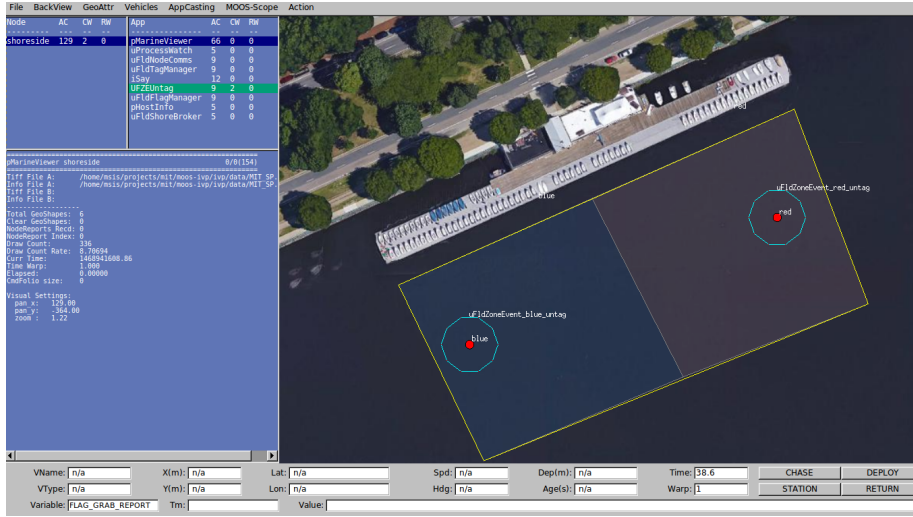 File BackView GeoAttr Vehicles AppCasting MOOS-Scope Action
Node AC CW RW
shoreside 129 2 0
App AC CW RW
pMarineViewer 66 0 0
uProcessWatch 5 0 0
uFldNodeComms 9 0 0
uFldTagManager 9 0 0
iSay 12 0 0
UFZEUntag 9 2 0
uFldFlagManager 9 0 0
pHostInfo 5 0 0
uFldShoreBroker 5 0 0
pMarineViewer shoreside 0/0(154)
Tiff File A: /home/msis/projects/mit/moos-ivp/ivp/data/MIT_SP.
Info File A: /home/msis/projects/mit/moos-ivp/ivp/data/MIT_SP.
Tiff File B:
Info File B:
Total GeoShapes: 6
Clear GeoShapes: 0
NodeReports Recd: 0
NodeReport Index: 0
Draw Count: 336
Draw Count Rate: 8.70694
Curr Time: 1468941608.86
Time Warp: 1.000
Elapsed: 0.00000
CmdFolio size: 0
Visual Settings:
pan_x: 129.00
pan_y: -364.00
zoom : 1.22
red
blue
uFldZoneEvent_red_untag
red
uFldZoneEvent_blue_untag
blue
VName: n/a X(m): n/a Lat: n/a Spd: n/a Dep(m): n/a Time: 38.6 CHASE DEPLOY
VType: n/a Y(m): n/a Lon: n/a Hdg: n/a Age(s): n/a Warp: 1 STATION RETURN
Variable: FLAG_GRAB_REPORT Tm: Value: